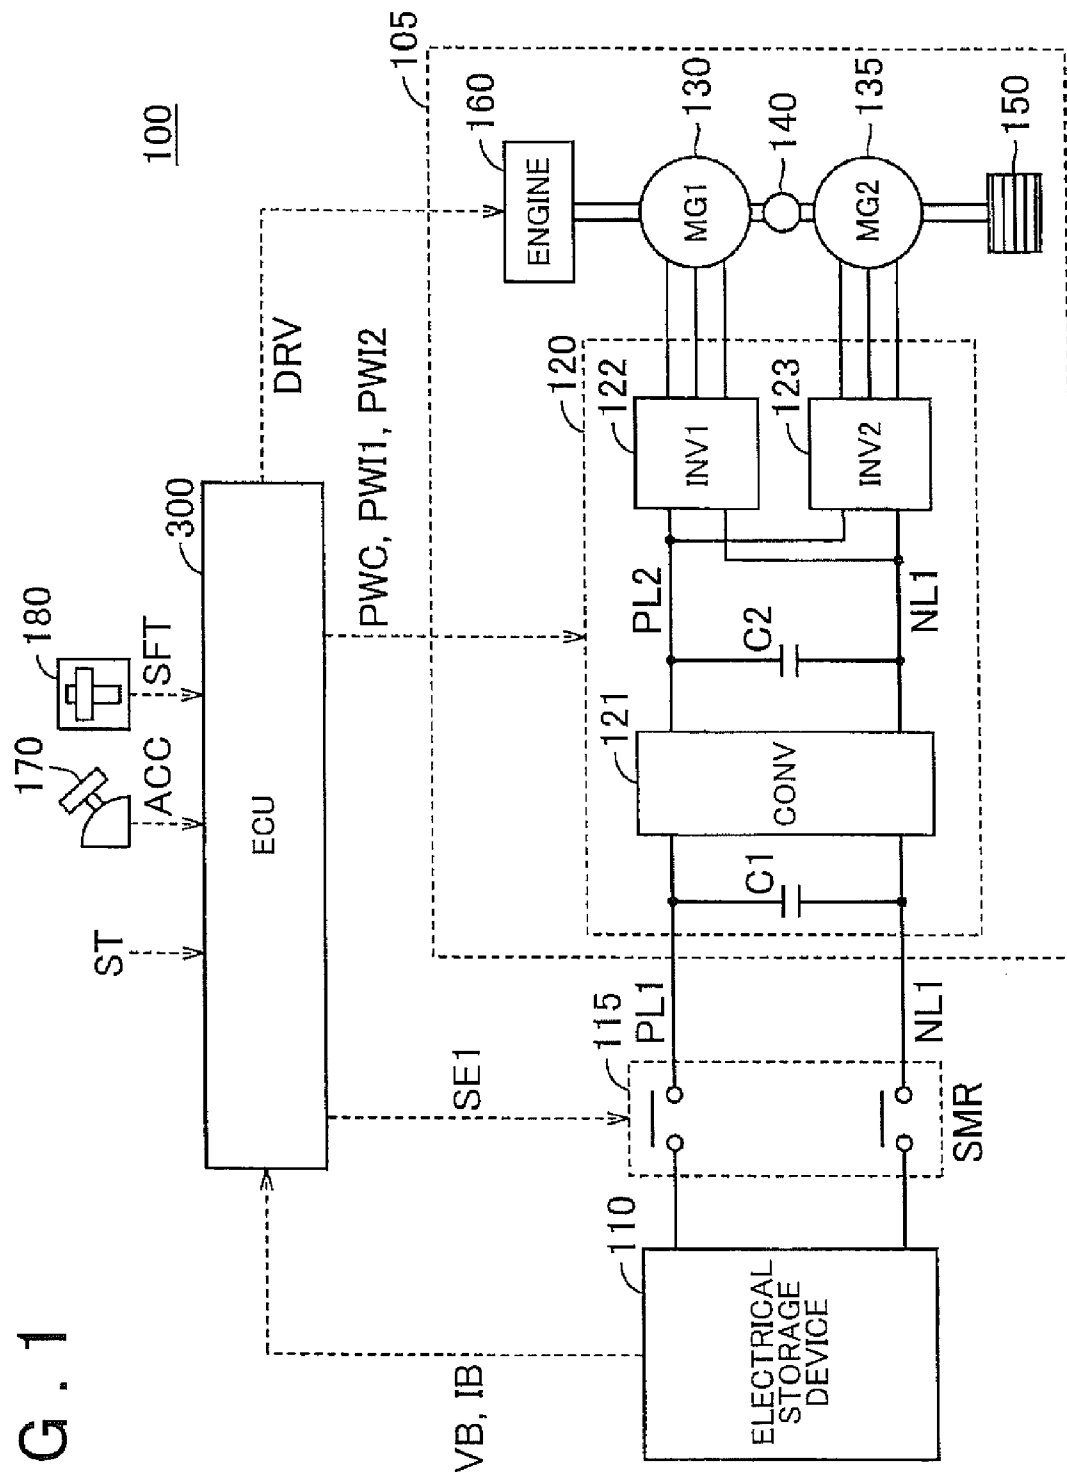 G . 1
100
180
170
SFT
ACC
ST
300
ECU
DRV
PWC, PWI1, PWI2
SE1
VB, IB
105
160
ENGINE
130
MG1
140
135
MG2
150
120
122
INV1
123
INV2
PL2
NL1
C2
121
CONV
C1
115
PL1
NL1
SMR
110
ELECTRICAL
STORAGE
DEVICE